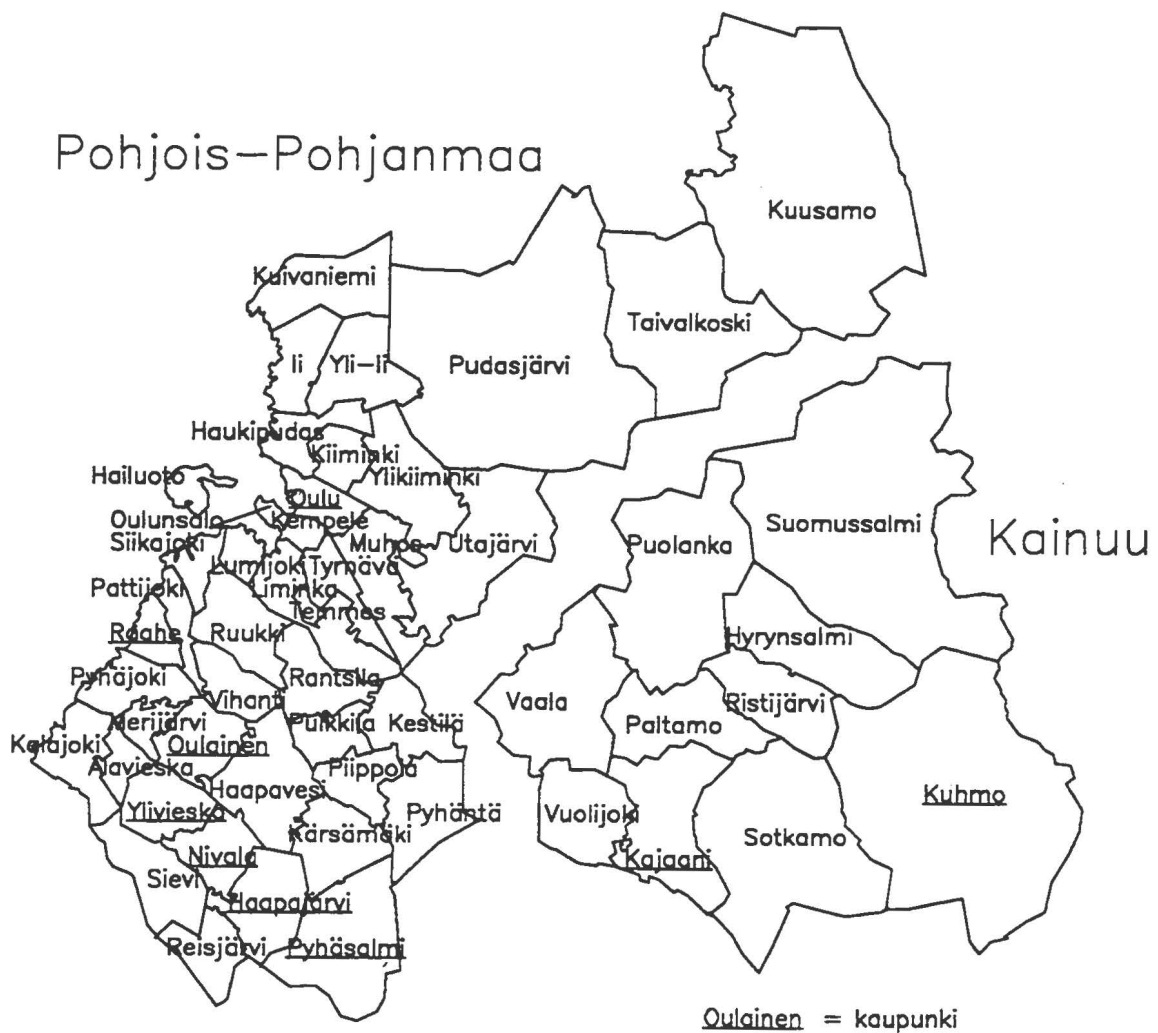 Pohjois-Pohjanmaa
Kuusamo
Kuivaniemi
Taivalkoski
Ii
Yli-Ii
Pudasjärvi
Haukipudas
Kiiminki
Hailuoto
Ylikiiminki
Oulu
Oulunsalo
Kempele
Suomussalmi
Siikajoki
Muhos
Utajärvi
Puolanka
Kainuu
Lumijoki
Tyrnävä
Pattijoki
Liminka
Temmes
Raahe
Ruukki
Hyrynsalmi
Pyhäjoki
Rantsila
Vihanti
Vaala
Ristijärvi
Merijärvi
Pulkkila
Kestilä
Paltamo
Kalajoki
Oulainen
Alavieska
Piippola
Haapavesi
Kuhmo
Ylivieska
Pyhäntä
Vuolijoki
Kärsämäki
Sotkamo
Nivala
Kajaani
Sievi
Haapajärvi
Reisjärvi
Pyhäsalmi
Oulainen = kaupunki